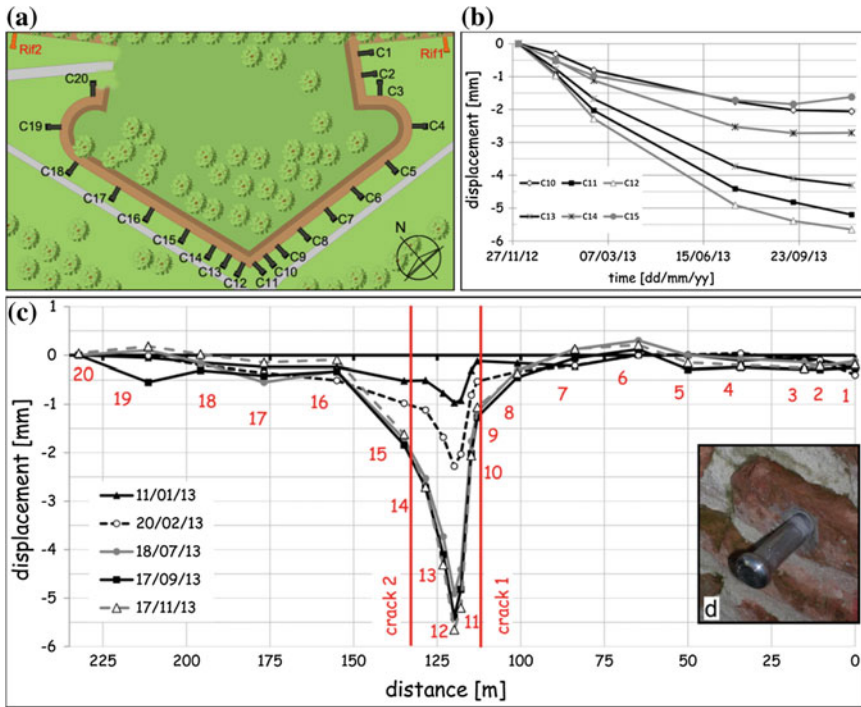 (a)
Rif2
Rif1
C1
C2
C3
C4
C5
C6
C7
C8
C9
C10
C11
C12
C13
C14
C15
C16
C17
C18
C19
C20
N
(b)
displacement [mm]
0
-1
-2
-3
-4
-5
-6
C10 C11 C12
C13 C14 C15
27/11/12 07/03/13 15/06/13 23/09/13
time [dd/mm/yy]
(c)
displacement [mm]
1
0
-1
-2
-3
-4
-5
-6
20 19 18 17 16 15 14 13 12 11 10 9 8 7 6 5 4 3 2 1
11/01/13
20/02/13
18/07/13
17/09/13
17/11/13
crack 2
crack 1
d
225 200 175 150 125 100 75 50 25 0
distance [m]